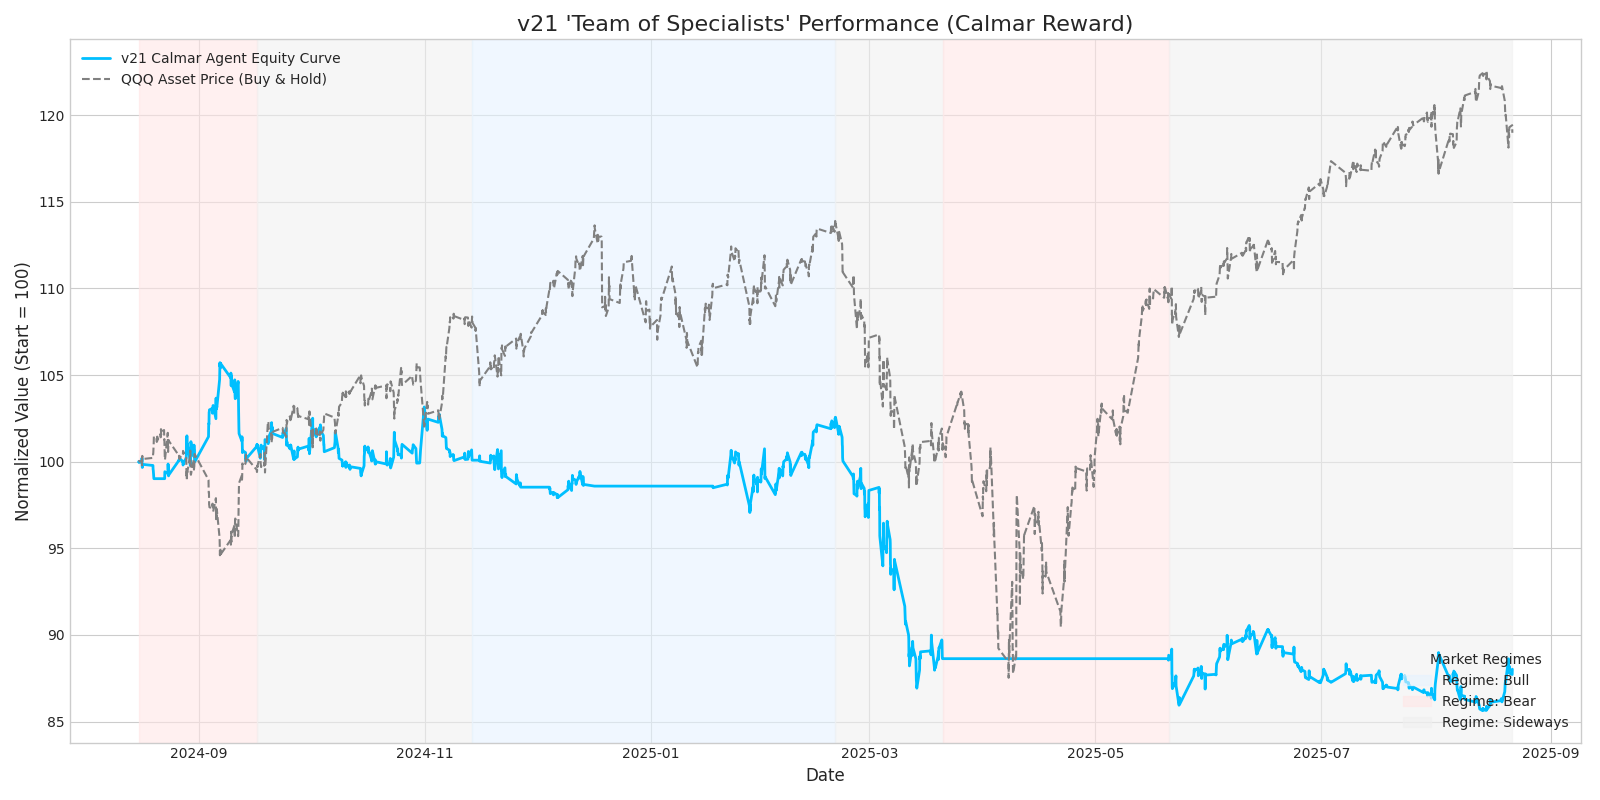 v21 'Team of Specialists' Performance (Calmar Reward)
v21 Calmar Agent Equity Curve
QQQ Asset Price (Buy & Hold)
Normalized Value (Start = 100)
120
115
110
105
100
95
90
85
Market Regimes
Regime: Bull
Regime: Bear
Regime: Sideways
2024-09
2024-11
2025-01
2025-03
2025-05
2025-07
2025-09
Date